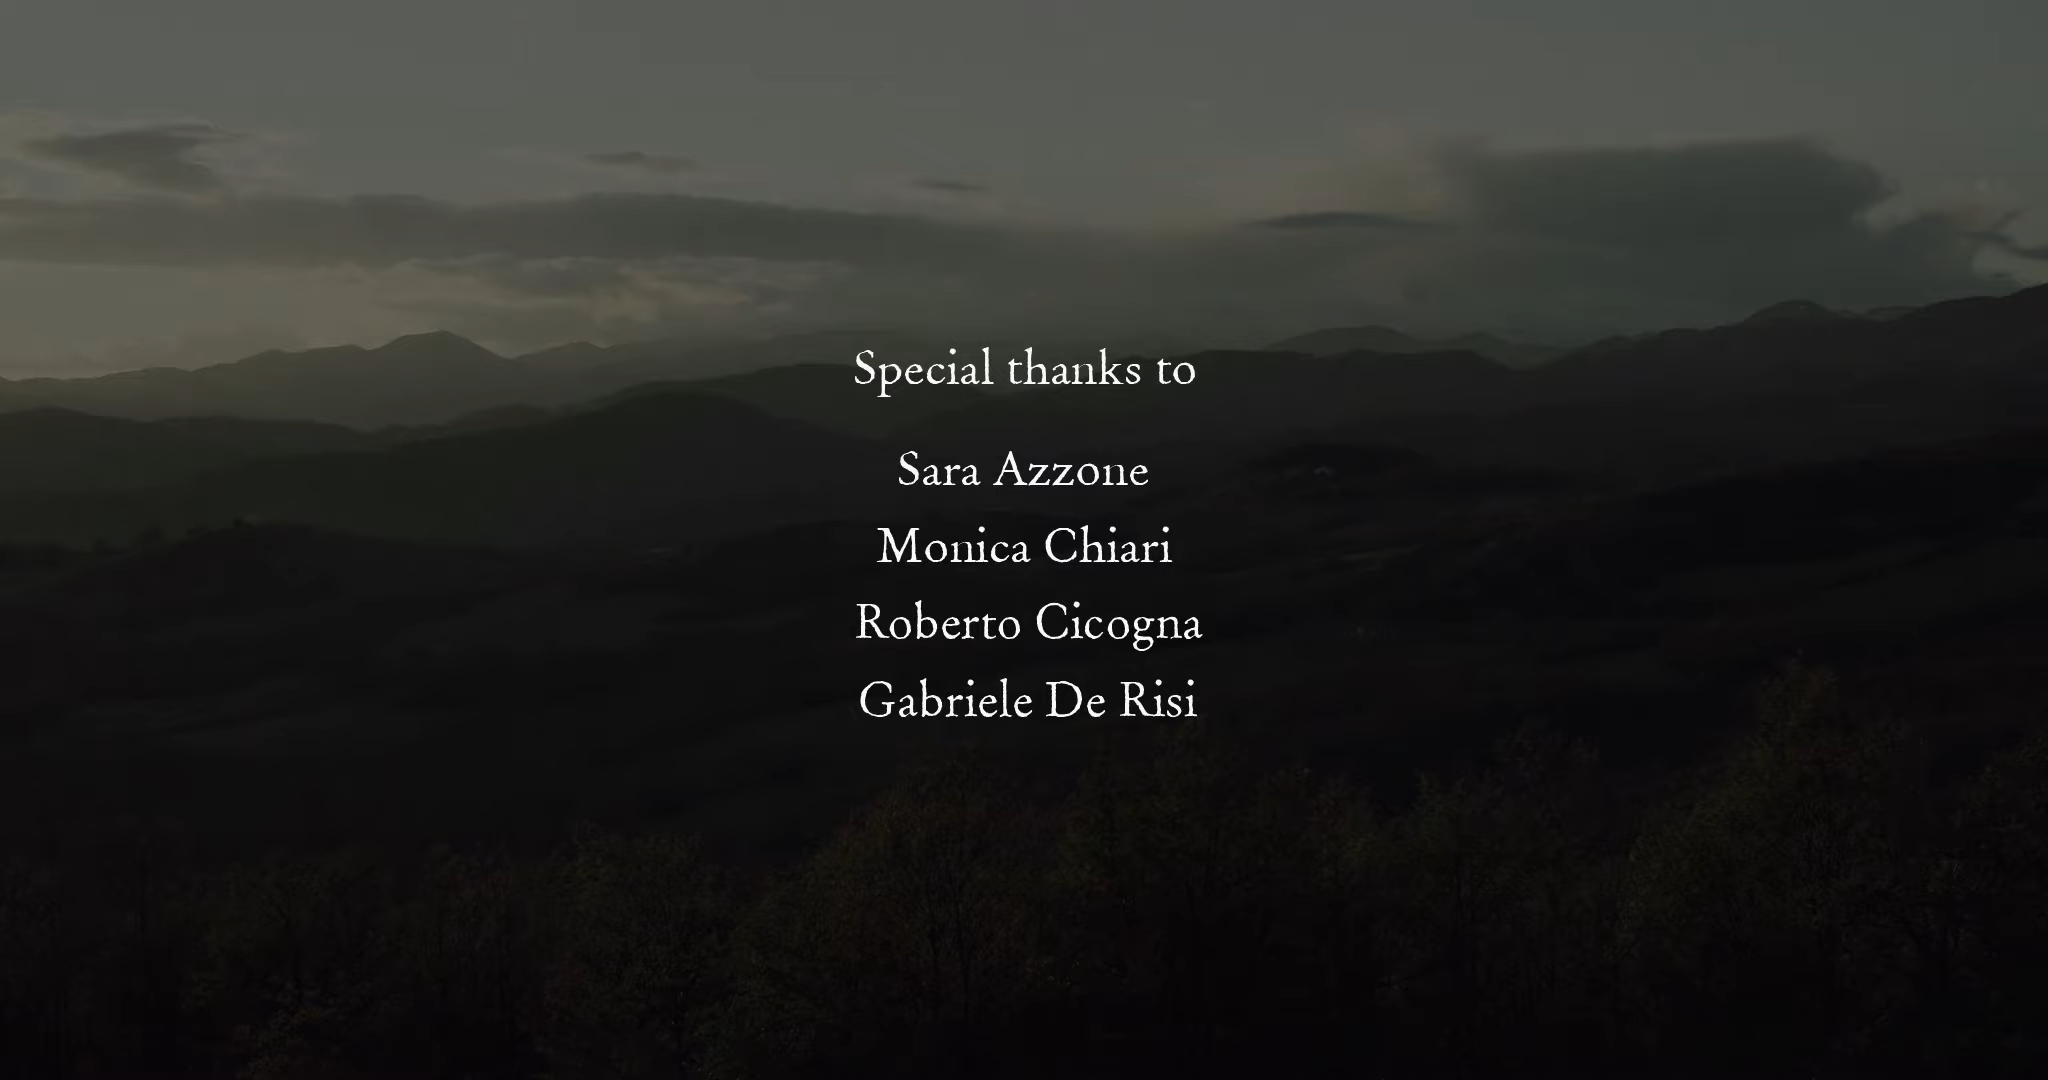 Special thanks to
Sara Azzone
Monica Chiari
Roberto Cicogna
Gabriele De Risi